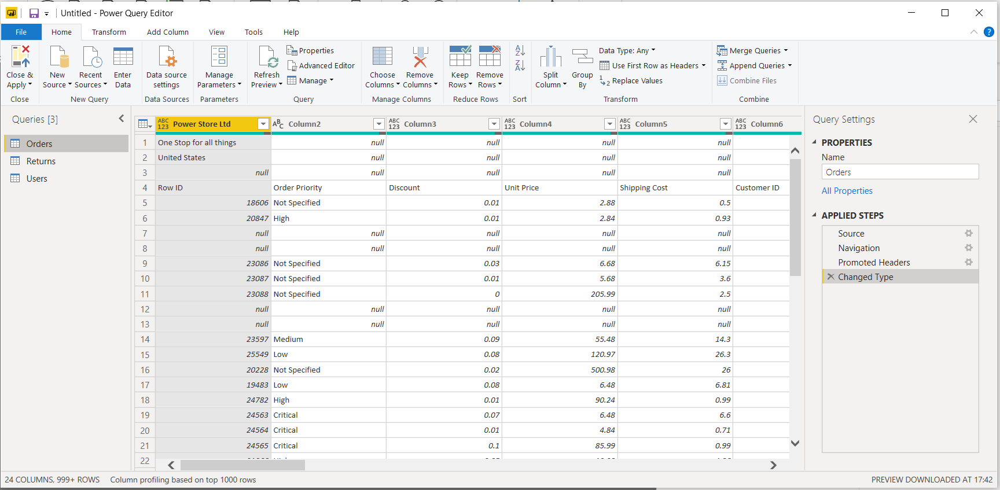 Untitled - Power Query Editor
File Home Transform Add Column View Tools Help
Close & Apply
New Source
Recent Sources
Enter Data
Data source settings
Manage Parameters
Refresh Preview
Properties
Advanced Editor
Manage
Choose Columns
Remove Columns
Keep Rows
Remove Rows
Split Column
Group By
Data Type: Any
Use First Row as Headers
Replace Values
Merge Queries
Append Queries
Combine Files
Close New Query Data Sources Parameters Query Manage Columns Reduce Rows Sort Transform Combine
Queries [3]
Orders
Returns
Users
ABC 123 Power Store Ltd ABC Column2 ABC 123 Column3 ABC 123 Column4 ABC 123 Column5 ABC 123 Column6
1 One Stop for all things null null null null
2 United States null null null null
3 null null null null null
4 Row ID Order Priority Discount Unit Price Shipping Cost Customer ID
5 18606 Not Specified 0.01 2.88 0.5
6 20847 High 0.01 2.84 0.93
7 null null null null null
8 null null null null null
9 23086 Not Specified 0.03 6.68 6.15
10 23087 Not Specified 0.01 5.68 3.6
11 23088 Not Specified 0 205.99 2.5
12 null null null null null
13 null null null null null
14 23597 Medium 0.09 55.48 14.3
15 25549 Low 0.08 120.97 26.3
16 20228 Not Specified 0.02 500.98 26
17 19483 Low 0.08 6.48 6.81
18 24782 High 0.01 90.24 0.99
19 24563 Critical 0.07 6.48 6.6
20 24564 Critical 0.01 4.84 0.71
21 24565 Critical 0.1 85.99 0.99
22
Query Settings
PROPERTIES
Name
Orders
All Properties
APPLIED STEPS
Source
Navigation
Promoted Headers
Changed Type
24 COLUMNS, 999+ ROWS Column profiling based on top 1000 rows PREVIEW DOWNLOADED AT 17:42